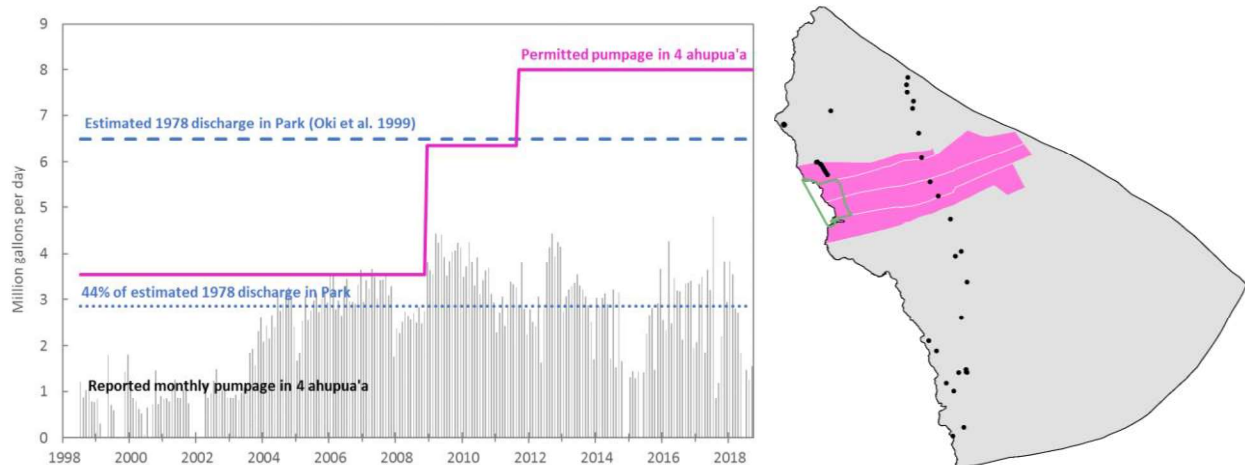 9
Permitted pumpage in 4 ahupua'a
8
7
Estimated 1978 discharge in Park (Oki et al. 1999)
6
5
Million gallons per day
4
44% of estimated 1978 discharge in Park
3
2
Reported monthly pumpage in 4 ahupua'a
1
0
1998 2000 2002 2004 2006 2008 2010 2012 2014 2016 2018